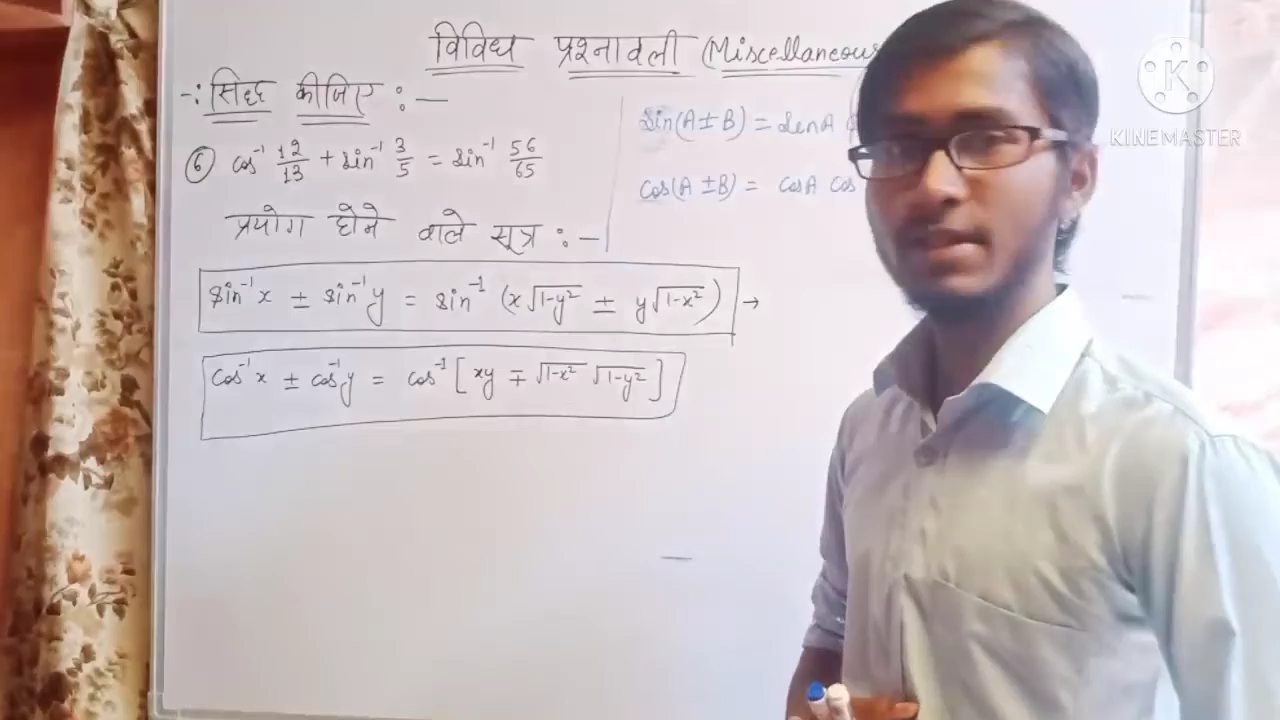 विविध प्रश्नावली (Miscellaneous
-: सिद्ध कीजिए :-
⑥ cos⁻¹ 12/13 + sin⁻¹ 3/5 = sin⁻¹ 56/65
sin(A ± B) = sinA
cos(A ± B) = cosA cos
प्रयोग होने वाले सूत्र :-
sin⁻¹x ± sin⁻¹y = sin⁻¹ (x√1-y² ± y√1-x²) →
cos⁻¹x ± cos⁻¹y = cos⁻¹ [xy ∓ √1-x² √1-y²]
K
KINEMASTER